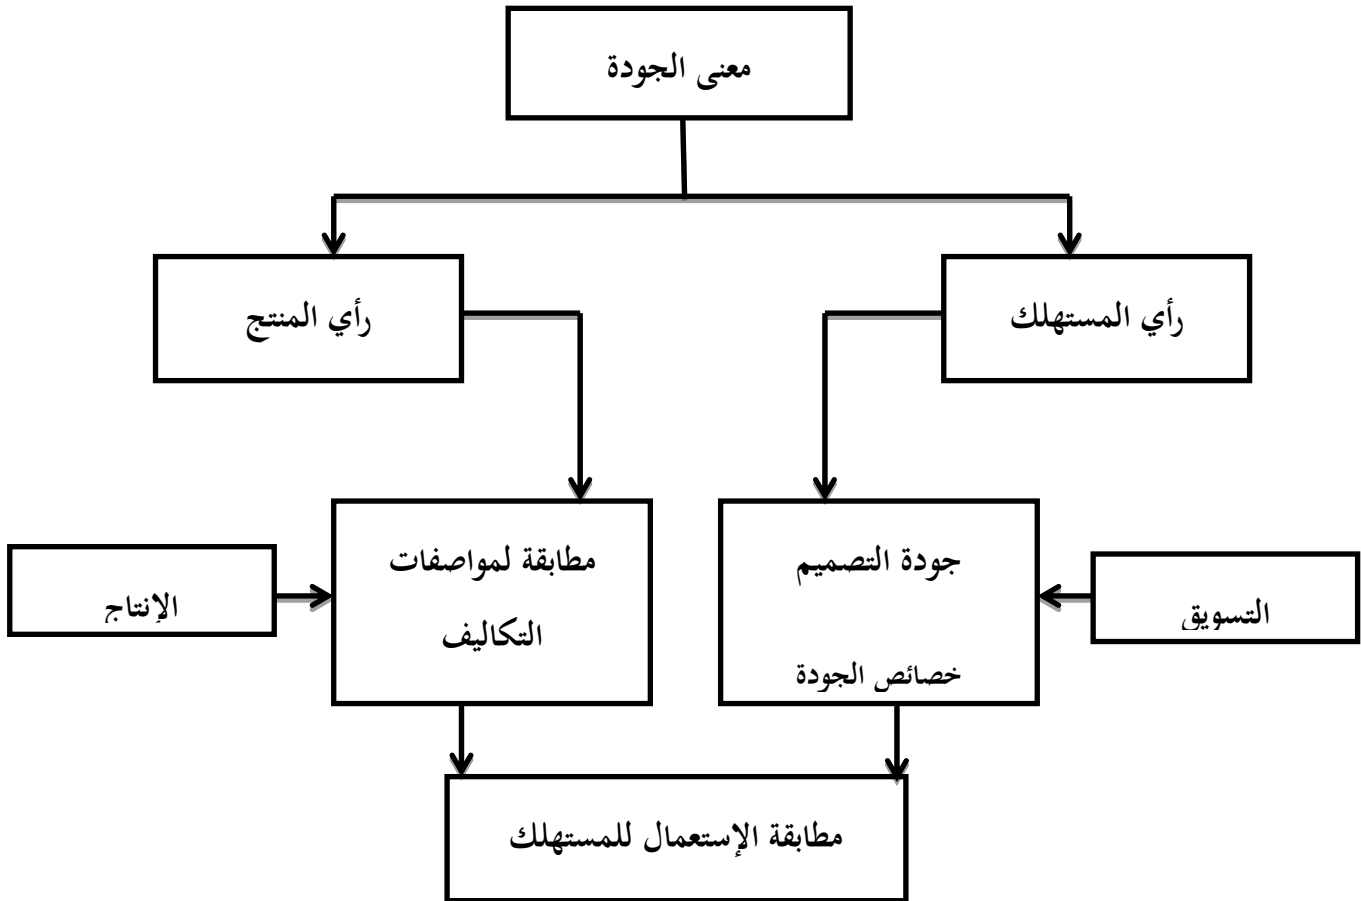 معنى الجودة
رأي المستهلك
رأي المنتج
جودة التصميم
خصائص الجودة
مطابقة لمواصفات
التكاليف
التسويق
الإنتاج
مطابقة الإستعمال للمستهلك